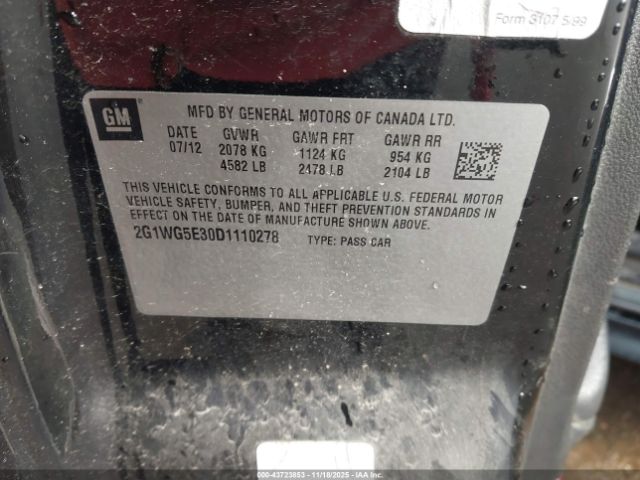 Form 3107 5/99
GM
MFD BY GENERAL MOTORS OF CANADA LTD.
DATE GVWR GAWR FRT GAWR RR
07/12 2078 KG 1124 KG 954 KG
4582 LB 2478 LB 2104 LB
THIS VEHICLE CONFORMS TO ALL APPLICABLE U.S. FEDERAL MOTOR
VEHICLE SAFETY, BUMPER, AND THEFT PREVENTION STANDARDS IN
EFFECT ON THE DATE OF MANUFACTURE SHOWN ABOVE.
2G1WG5E30D1110278 TYPE: PASS CAR
000-43723853 | 11/18/2025 | IAAI.COM